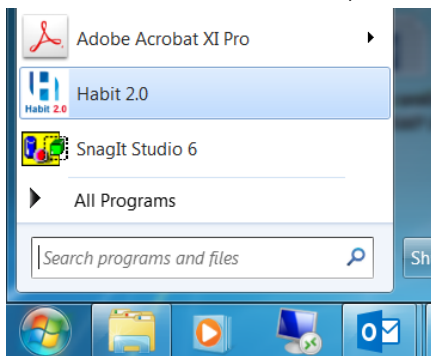 Adobe Acrobat XI Pro
Habit 2.0
Habit 2.0
SnagIt Studio 6
All Programs
Search programs and files
Sh